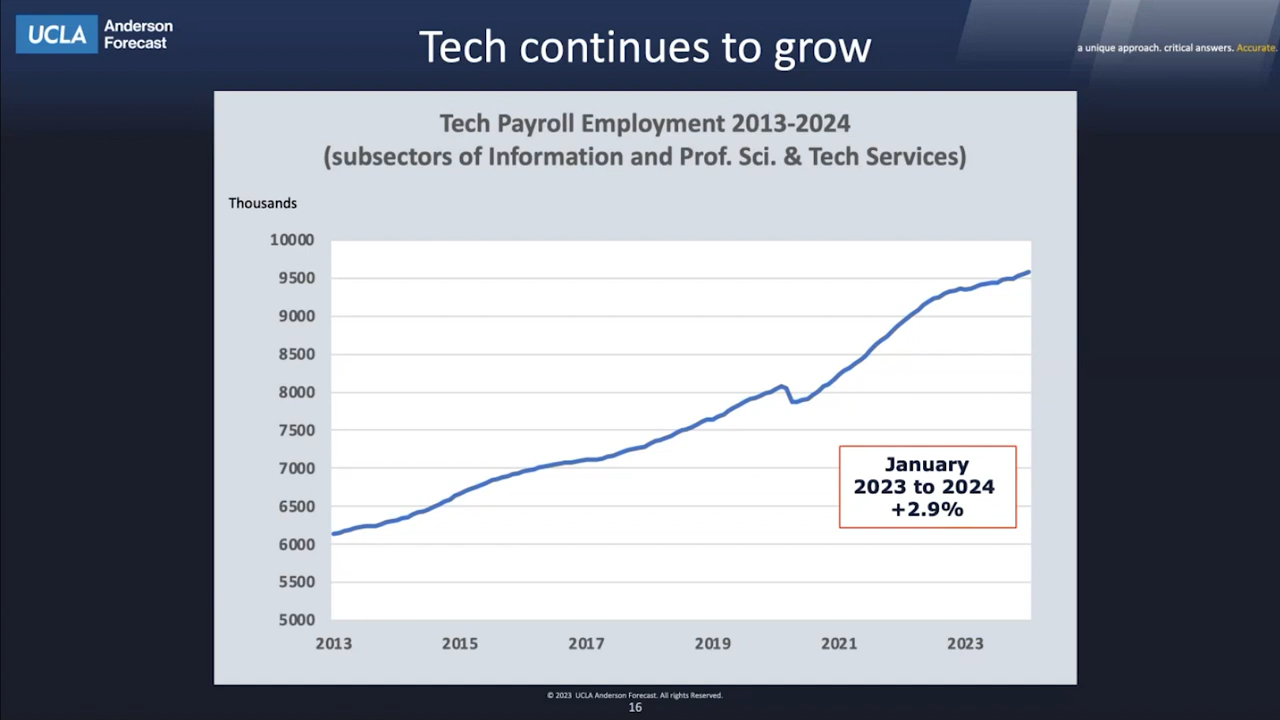 UCLA Anderson
Forecast
Tech continues to grow
a unique approach. critical answers. Accurate.
Tech Payroll Employment 2013-2024
(subsectors of Information and Prof. Sci. & Tech Services)
Thousands
10000
9500
9000
8500
8000
7500
7000
6500
6000
5500
5000
January
2023 to 2024
+2.9%
2013 2015 2017 2019 2021 2023
© 2023 UCLA Anderson Forecast. All rights Reserved.
16